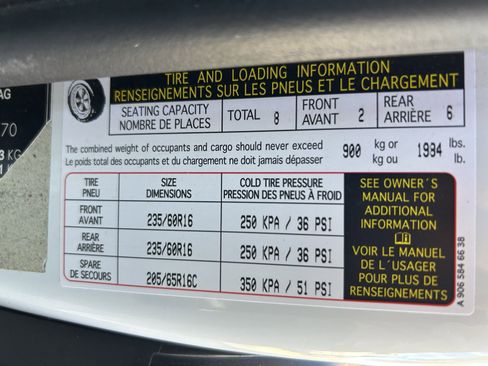 AG
TIRE AND LOADING INFORMATION
RENSEIGNEMENTS SUR LES PNEUS ET LE CHARGEMENT
SEATING CAPACITY
NOMBRE DE PLACES
TOTAL 8
FRONT
AVANT 2
REAR
ARRIÈRE 6
70
3 KG
The combined weight of occupants and cargo should never exceed 900 kg or 1984 lbs.
Le poids total des occupants et du chargement ne doit jamais dépasser kg ou lb.
TIRE
PNEU
SIZE
DIMENSIONS
COLD TIRE PRESSURE
PRESSION DES PNEUS À FROID
FRONT
AVANT
235/60R16
250 KPA / 36 PSI
REAR
ARRIÈRE
235/60R16
250 KPA / 36 PSI
SPARE
DE SECOURS
205/65R16C
350 KPA / 51 PSI
SEE OWNER´S
MANUAL FOR
ADDITIONAL
INFORMATION
VOIR LE MANUEL
DE L´USAGER
POUR PLUS DE
RENSEIGNEMENTS
A 906 584 66 38